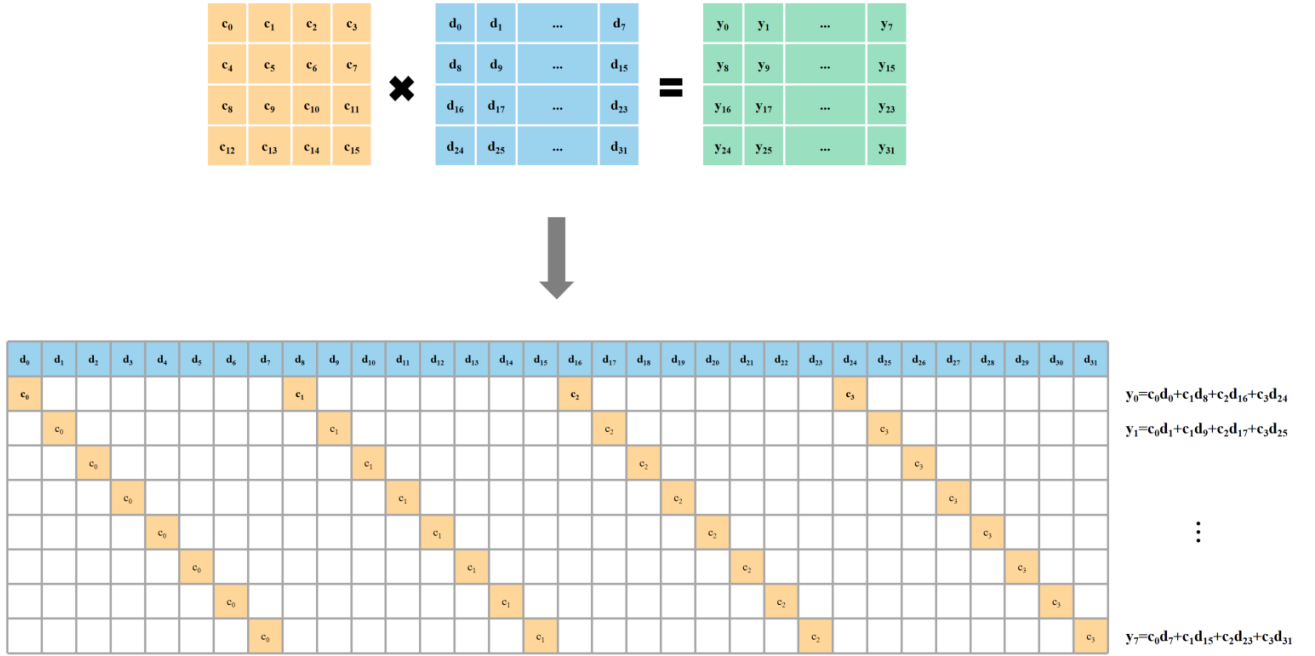 c₀ c₁ c₂ c₃ d₀ d₁ ... d₇ y₀ y₁ ... y₇
c₄ c₅ c₆ c₇ d₈ d₉ ... d₁₅ y₈ y₉ ... y₁₅
✖ =
c₈ c₉ c₁₀ c₁₁ d₁₆ d₁₇ ... d₂₃ y₁₆ y₁₇ ... y₂₃
c₁₂ c₁₃ c₁₄ c₁₅ d₂₄ d₂₅ ... d₃₁ y₂₄ y₂₅ ... y₃₁
d₀ d₁ d₂ d₃ d₄ d₅ d₆ d₇ d₈ d₉ d₁₀ d₁₁ d₁₂ d₁₃ d₁₄ d₁₅ d₁₆ d₁₇ d₁₈ d₁₉ d₂₀ d₂₁ d₂₂ d₂₃ d₂₄ d₂₅ d₂₆ d₂₇ d₂₈ d₂₉ d₃₀ d₃₁
c₀ c₁ c₂ c₃ y₀=c₀d₀+c₁d₈+c₂d₁₆+c₃d₂₄
c₀ c₁ c₂ c₃ y₁=c₀d₁+c₁d₉+c₂d₁₇+c₃d₂₅
c₀ c₁ c₂ c₃
c₀ c₁ c₂ c₃
c₀ c₁ c₂ c₃ ⋮
c₀ c₁ c₂ c₃
c₀ c₁ c₂ c₃
c₀ c₁ c₂ c₃ y₇=c₀d₇+c₁d₁₅+c₂d₂₃+c₃d₃₁